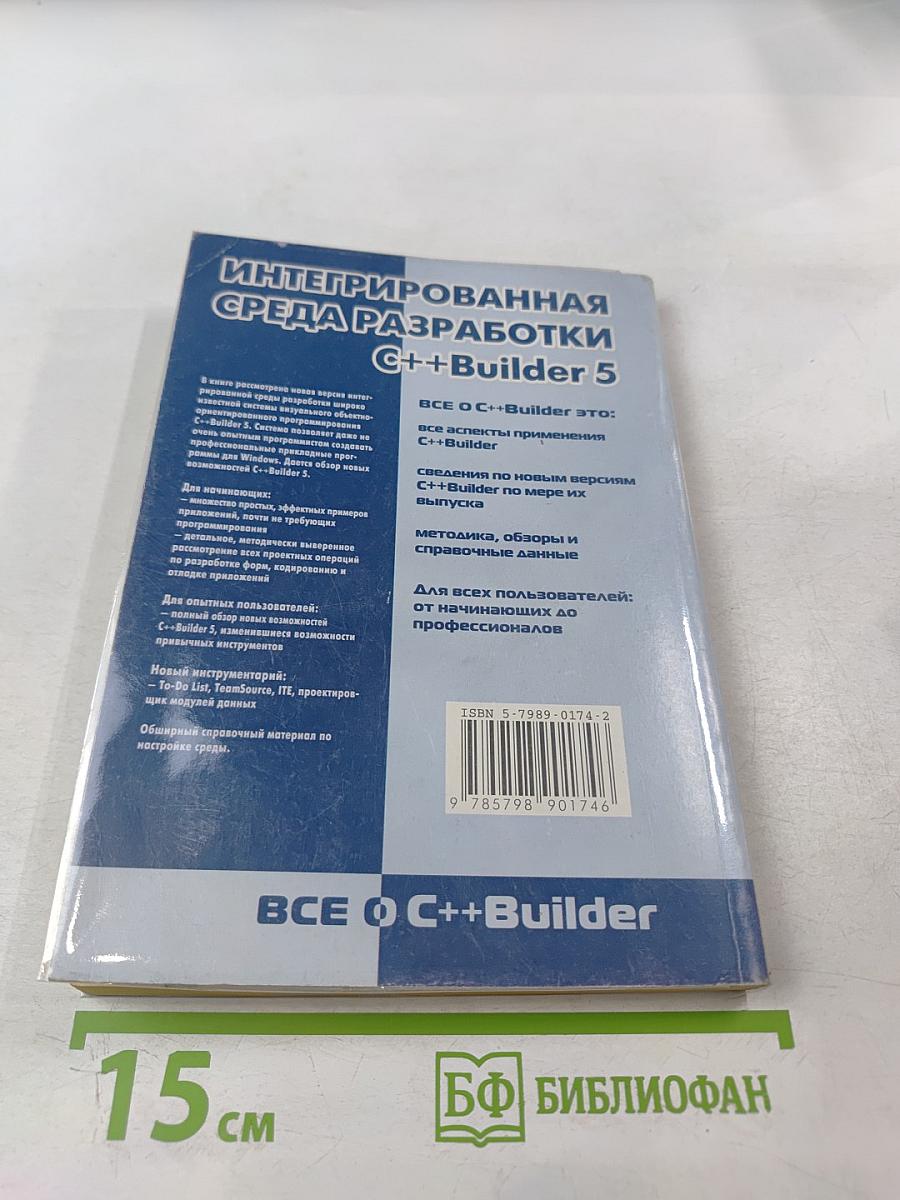 ИНТЕГРИРОВАННАЯ
СРЕДА РАЗРАБОТКИ
C++Builder 5
В книге рассмотрена новая версия интег-
рированной среды разработки широко
известной системы визуального объектно-
ориентированного программирования
C++Builder 5. Система позволяет даже не
очень опытным программистам создавать
профессиональные прикладные прог-
раммы для Windows. Дается обзор новых
возможностей C++Builder 5.
Для начинающих:
— множество простых, эффектных примеров
приложений, почти не требующих
программирования
— детальное, методически выверенное
рассмотрение всех проектных операций
по разработке форм, кодированию и
отладке приложений
Для опытных пользователей:
— полный обзор новых возможностей
C++Builder 5, изменившиеся возможности
привычных инструментов
Новый инструментарий:
— To-Do List, TeamSource, ITE, проектиров-
щик модулей данных
Обширный справочный материал по
настройке среды.
ВСЕ О C++Builder это:
все аспекты применения
C++Builder
сведения по новым версиям
C++Builder по мере их
выпуска
методика, обзоры и
справочные данные
Для всех пользователей:
от начинающих до
профессионалов
ISBN 5-7989-0174-2
9 785798 901746
ВСЕ О C++Builder
15 см
БФ БИБЛИОФАН